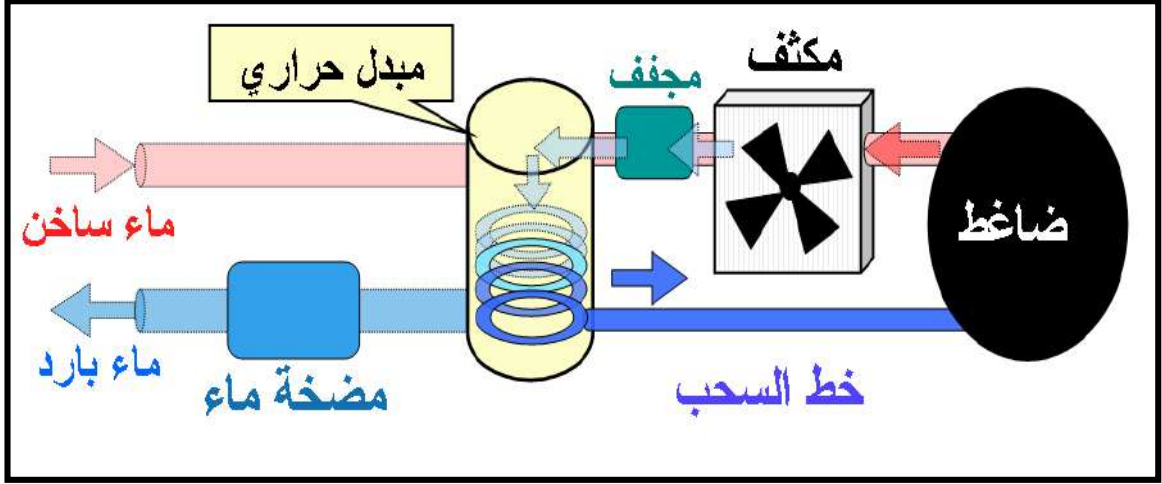 مكثف
مجفف
مبدل حراري
ضاغط
ماء ساخن
ماء بارد
مضخة ماء
خط السحب